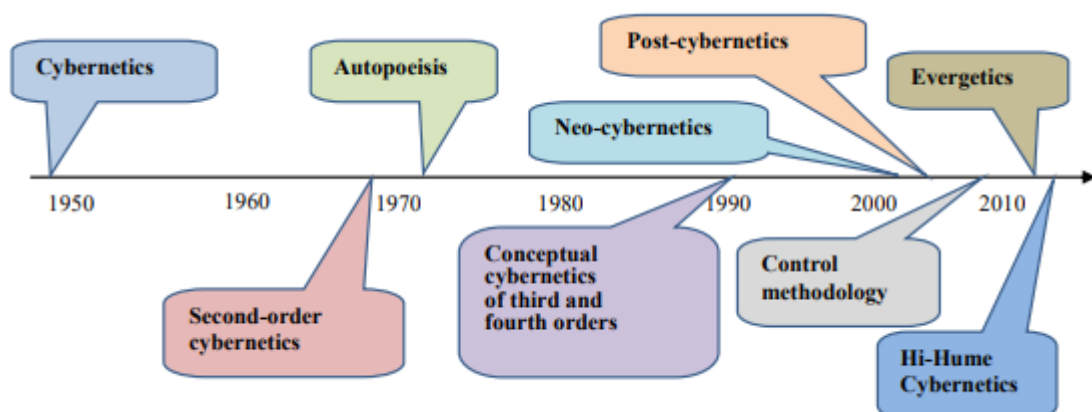 Post-cybernetics
Cybernetics
Autopoeisis
Evergetics
Neo-cybernetics
1950
1960
1970
1980
1990
2000
2010
Second-order
cybernetics
Conceptual
cybernetics
of third and
fourth orders
Control
methodology
Hi-Hume
Cybernetics